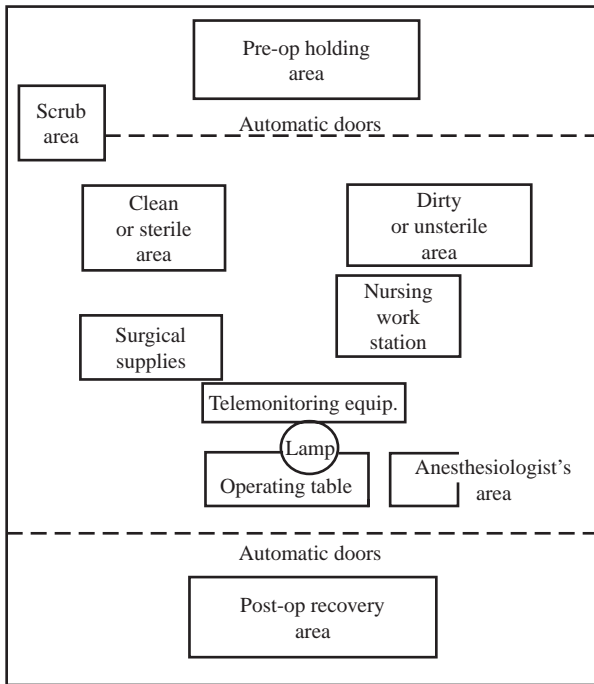 Pre-op holding
area
Scrub
area
Automatic doors
Clean
or sterile
area
Dirty
or unsterile
area
Nursing
work
station
Surgical
supplies
Telemonitoring equip.
Lamp
Operating table
Anesthesiologist's
area
Automatic doors
Post-op recovery
area